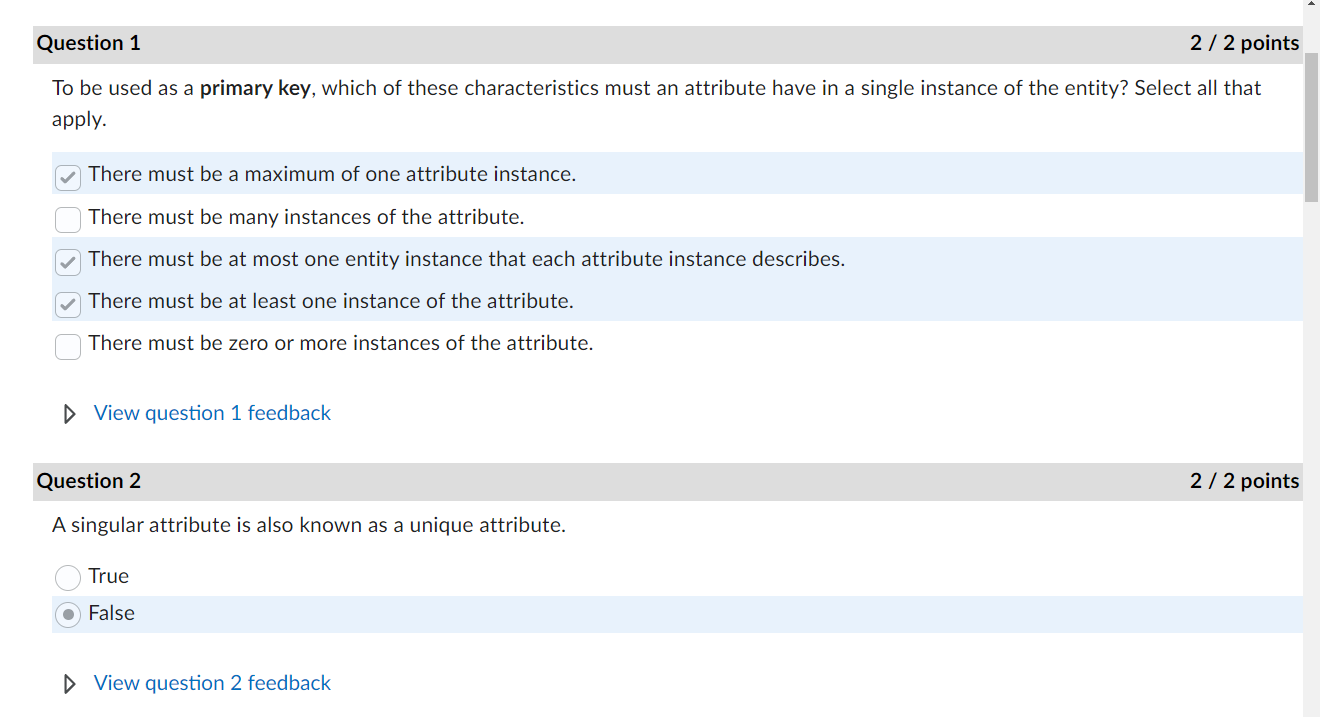 Question 1
2 / 2 points
To be used as a primary key, which of these characteristics must an attribute have in a single instance of the entity? Select all that
apply.
There must be a maximum of one attribute instance.
There must be many instances of the attribute.
There must be at most one entity instance that each attribute instance describes.
There must be at least one instance of the attribute.
There must be zero or more instances of the attribute.
View question 1 feedback
Question 2
2 / 2 points
A singular attribute is also known as a unique attribute.
True
False
View question 2 feedback